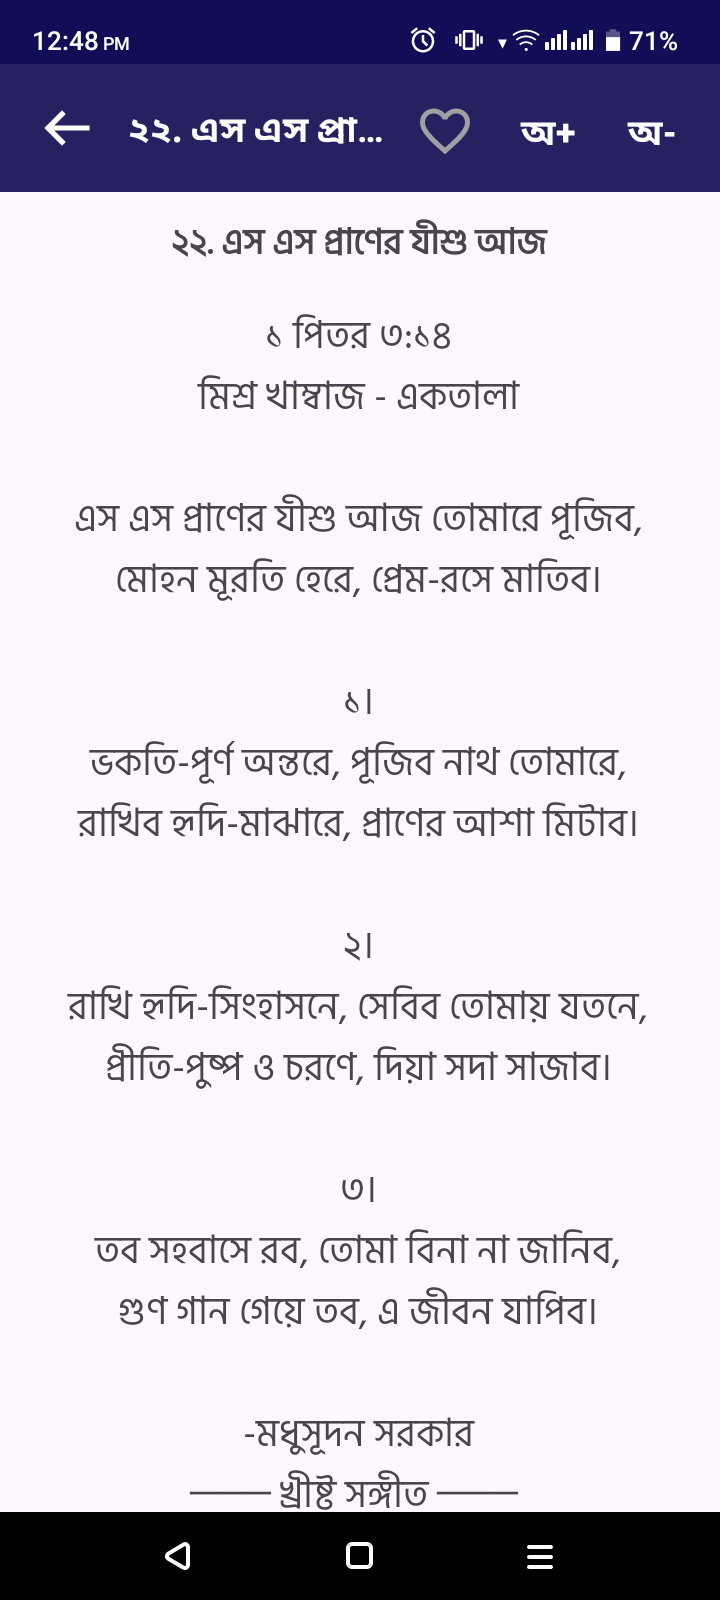 12:48 PM
71%
২২. এস এস প্রা...
অ+
অ-
২২. এস এস প্রাণের যীশু আজ
১ পিতর ৩:১৪
মিশ্র খাম্বাজ - একতালা
এস এস প্রাণের যীশু আজ তোমারে পূজিব,
মোহন মূরতি হেরে, প্রেম-রসে মাতিব।
১।
ভকতি-পূর্ণ অন্তরে, পূজিব নাথ তোমারে,
রাখিব হৃদি-মাঝারে, প্রাণের আশা মিটাব।
২।
রাখি হৃদি-সিংহাসনে, সেবিব তোমায় যতনে,
প্রীতি-পুষ্প ও চরণে, দিয়া সদা সাজাব।
৩।
তব সহবাসে রব, তোমা বিনা না জানিব,
গুণ গান গেয়ে তব, এ জীবন যাপিব।
-মধুসূদন সরকার
—— খ্রীষ্ট সঙ্গীত ——